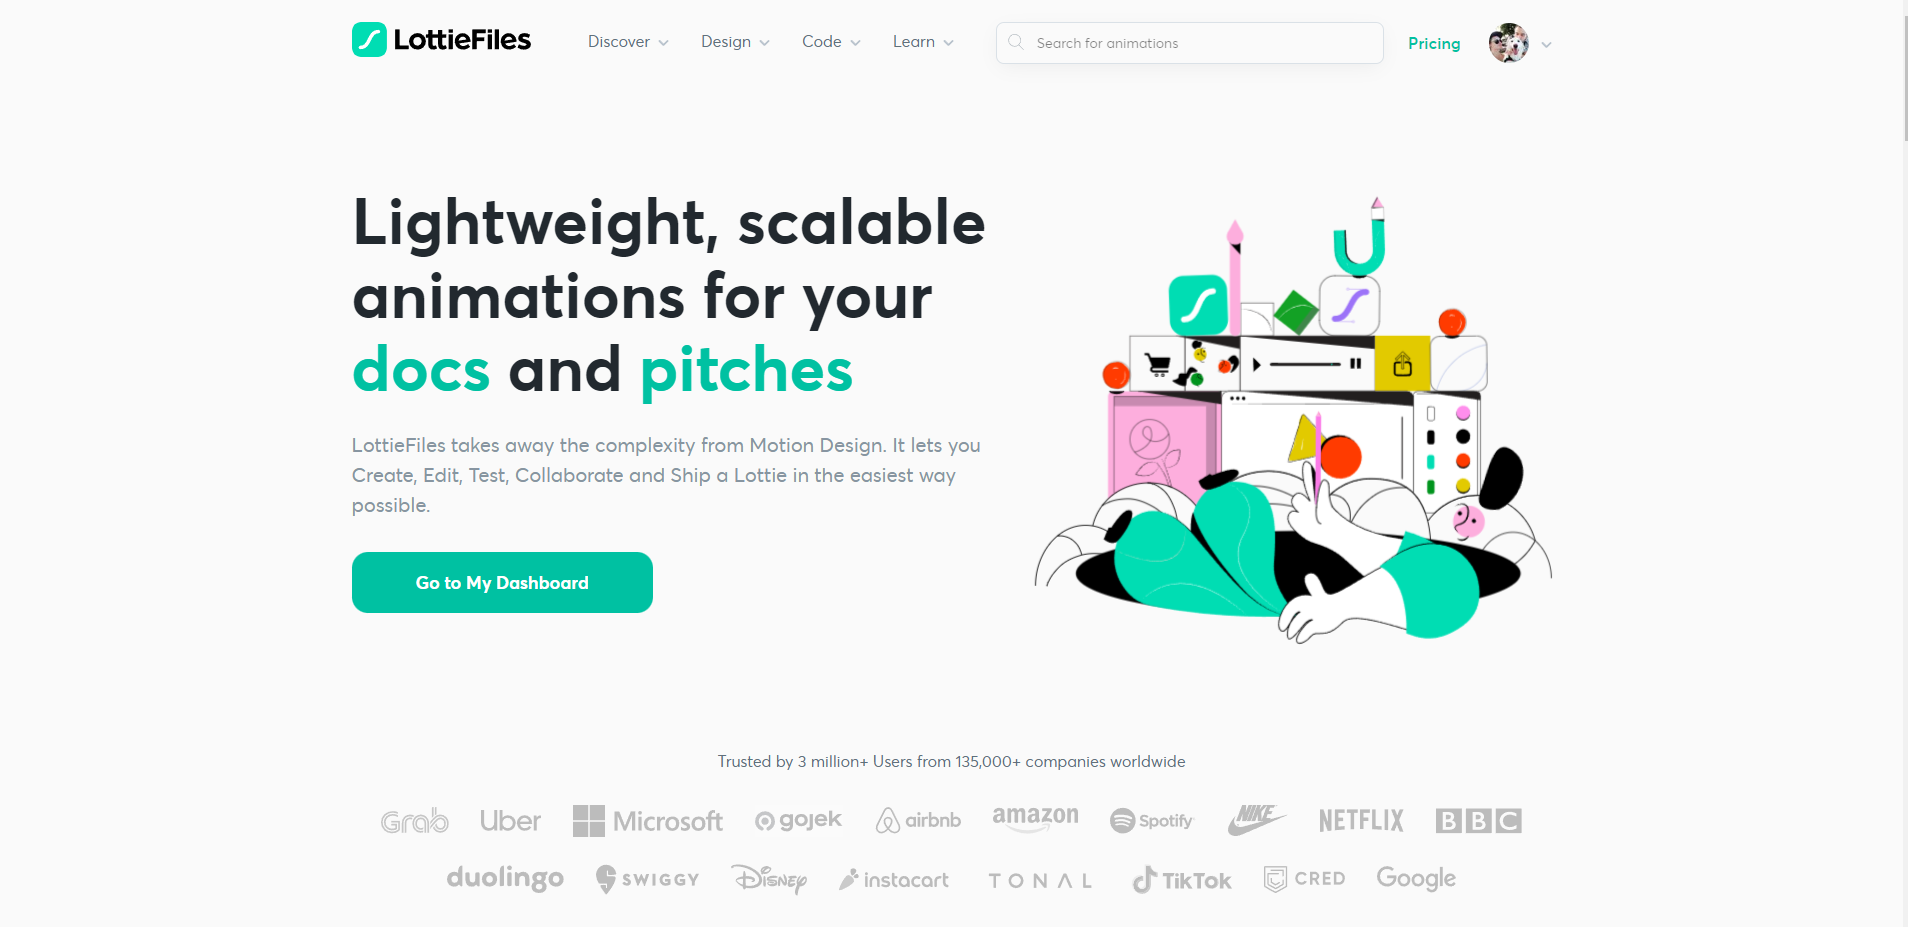 LottieFiles Discover Design Code Learn Search for animations Pricing
Lightweight, scalable
animations for your
docs and pitches
LottieFiles takes away the complexity from Motion Design. It lets you
Create, Edit, Test, Collaborate and Ship a Lottie in the easiest way
possible.
Go to My Dashboard
Trusted by 3 million+ Users from 135,000+ companies worldwide
Grab Uber Microsoft gojek airbnb amazon Spotify NIKE NETFLIX BBC
duolingo SWIGGY Disney instacart TONAL TikTok CRED Google